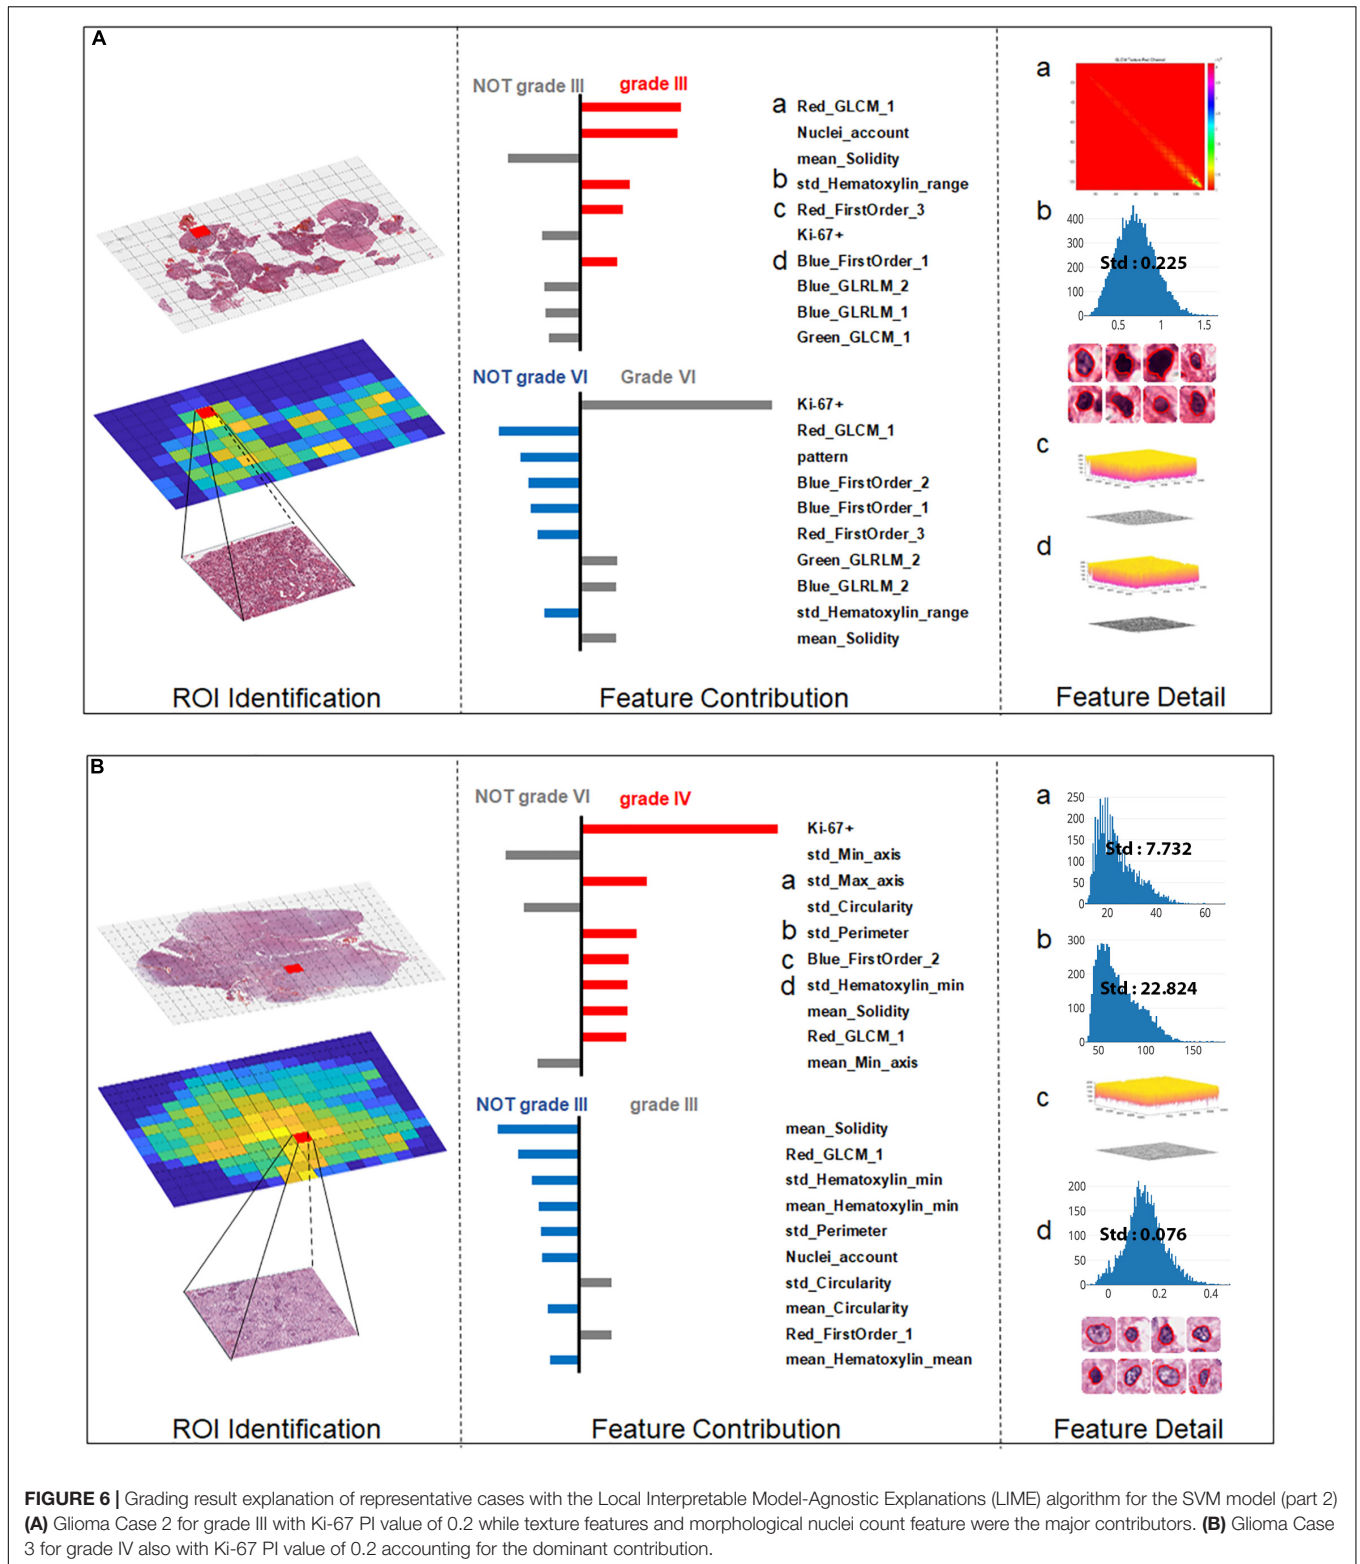 A
NOT grade III grade III
a Red_GLCM_1
Nuclei_account
mean_Solidity
b std_Hematoxylin_range
c Red_FirstOrder_3
Ki-67+
d Blue_FirstOrder_1
Blue_GLRLM_2
Blue_GLRLM_1
Green_GLCM_1
NOT grade VI Grade VI
Ki-67+
Red_GLCM_1
pattern
Blue_FirstOrder_2
Blue_FirstOrder_1
Red_FirstOrder_3
Green_GLRLM_2
Blue_GLRLM_2
std_Hematoxylin_range
mean_Solidity
a
b
400
300
200
100
0
0.5 1 1.5
Std : 0.225
c
d
ROI Identification
Feature Contribution
Feature Detail
B
NOT grade VI grade IV
Ki-67+
std_Min_axis
a std_Max_axis
std_Circularity
b std_Perimeter
c Blue_FirstOrder_2
d std_Hematoxylin_min
mean_Solidity
Red_GLCM_1
mean_Min_axis
NOT grade III grade III
mean_Solidity
Red_GLCM_1
std_Hematoxylin_min
mean_Hematoxylin_min
std_Perimeter
Nuclei_account
std_Circularity
mean_Circularity
Red_FirstOrder_1
mean_Hematoxylin_mean
a
250
200
150
100
50
0
20 40 60
Std : 7.732
b
300
200
100
0
50 100 150
Std : 22.824
c
d
200
150
100
50
0
0 0.2 0.4
Std : 0.076
ROI Identification
Feature Contribution
Feature Detail
FIGURE 6 | Grading result explanation of representative cases with the Local Interpretable Model-Agnostic Explanations (LIME) algorithm for the SVM model (part 2)
(A) Glioma Case 2 for grade III with Ki-67 PI value of 0.2 while texture features and morphological nuclei count feature were the major contributors. (B) Glioma Case
3 for grade IV also with Ki-67 PI value of 0.2 accounting for the dominant contribution.